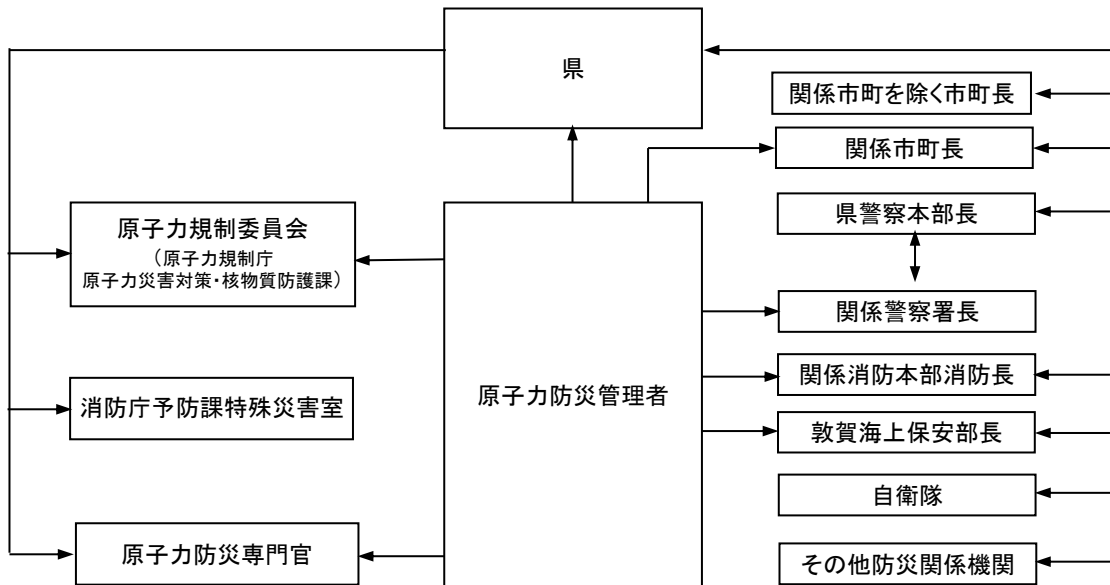 県
関係市町を除く市町長
関係市町長
原子力規制委員会
（原子力規制庁
原子力災害対策・核物質防護課）
県警察本部長
関係警察署長
消防庁予防課特殊災害室
原子力防災管理者
関係消防本部消防長
敦賀海上保安部長
自衛隊
原子力防災専門官
その他防災関係機関